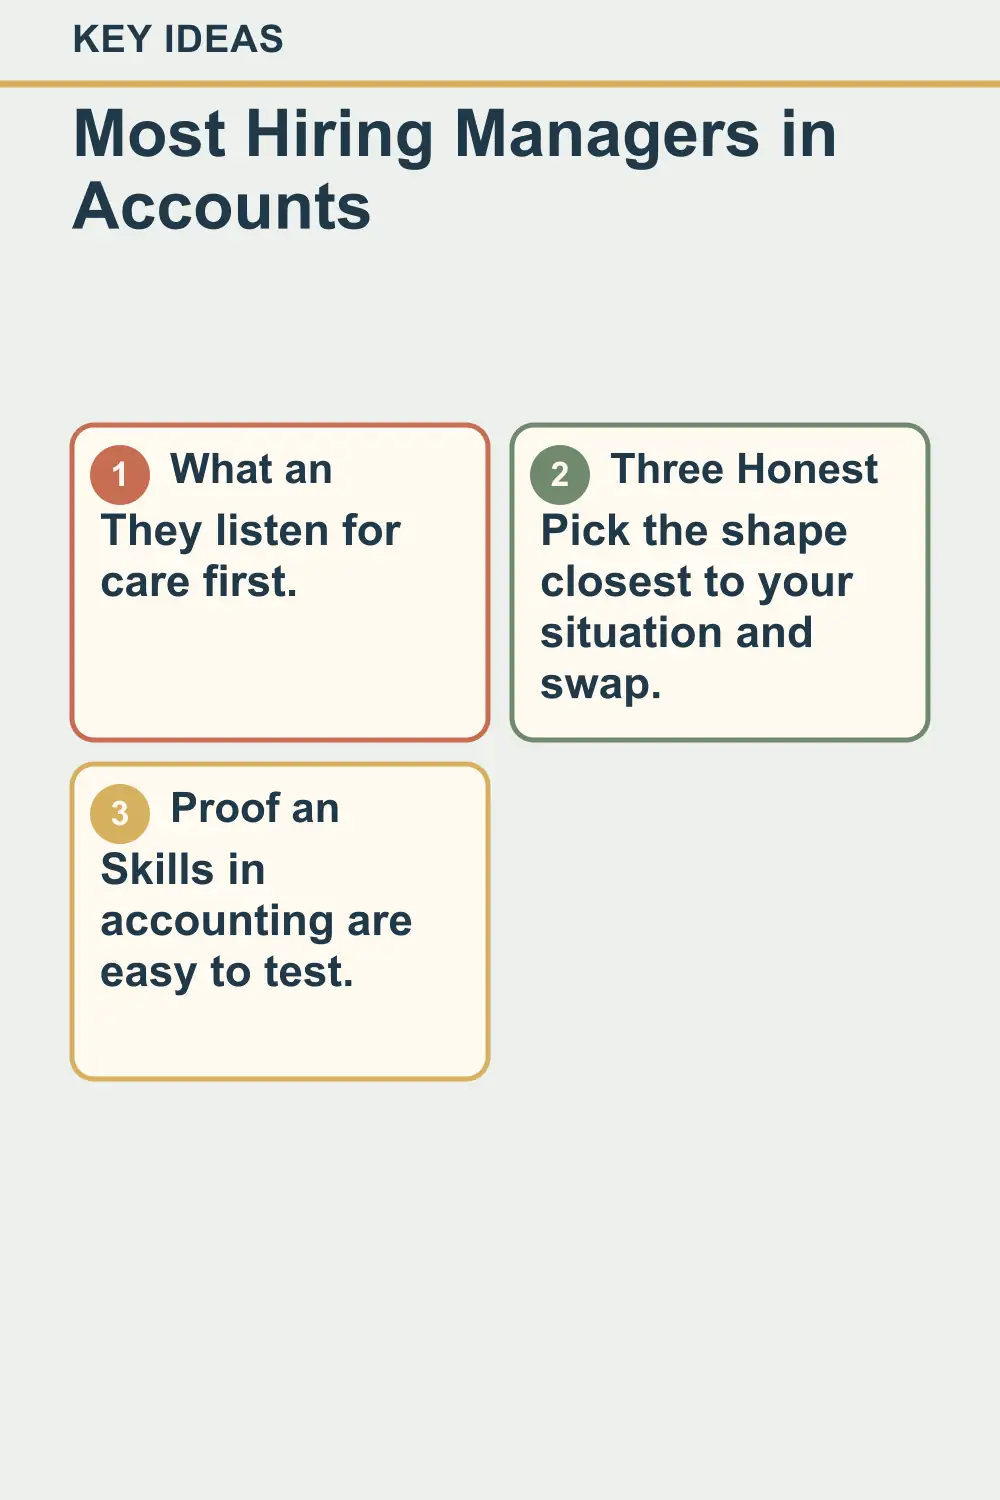 KEY IDEAS
Most Hiring Managers in
Accounts
1 What an
They listen for
care first.
2 Three Honest
Pick the shape
closest to your
situation and
swap.
3 Proof an
Skills in
accounting are
easy to test.